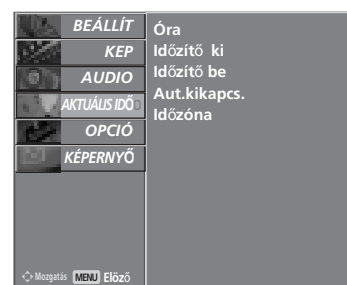 BEÁLLÍT
KEP
AUDIO
AKTUÁLIS IDŐ
OPCIÓ
KÉPERNYŐ
Óra
Időzítő ki
Időzítő be
Aut.kikapcs.
Időzóna
Mozgatás MENU Előző